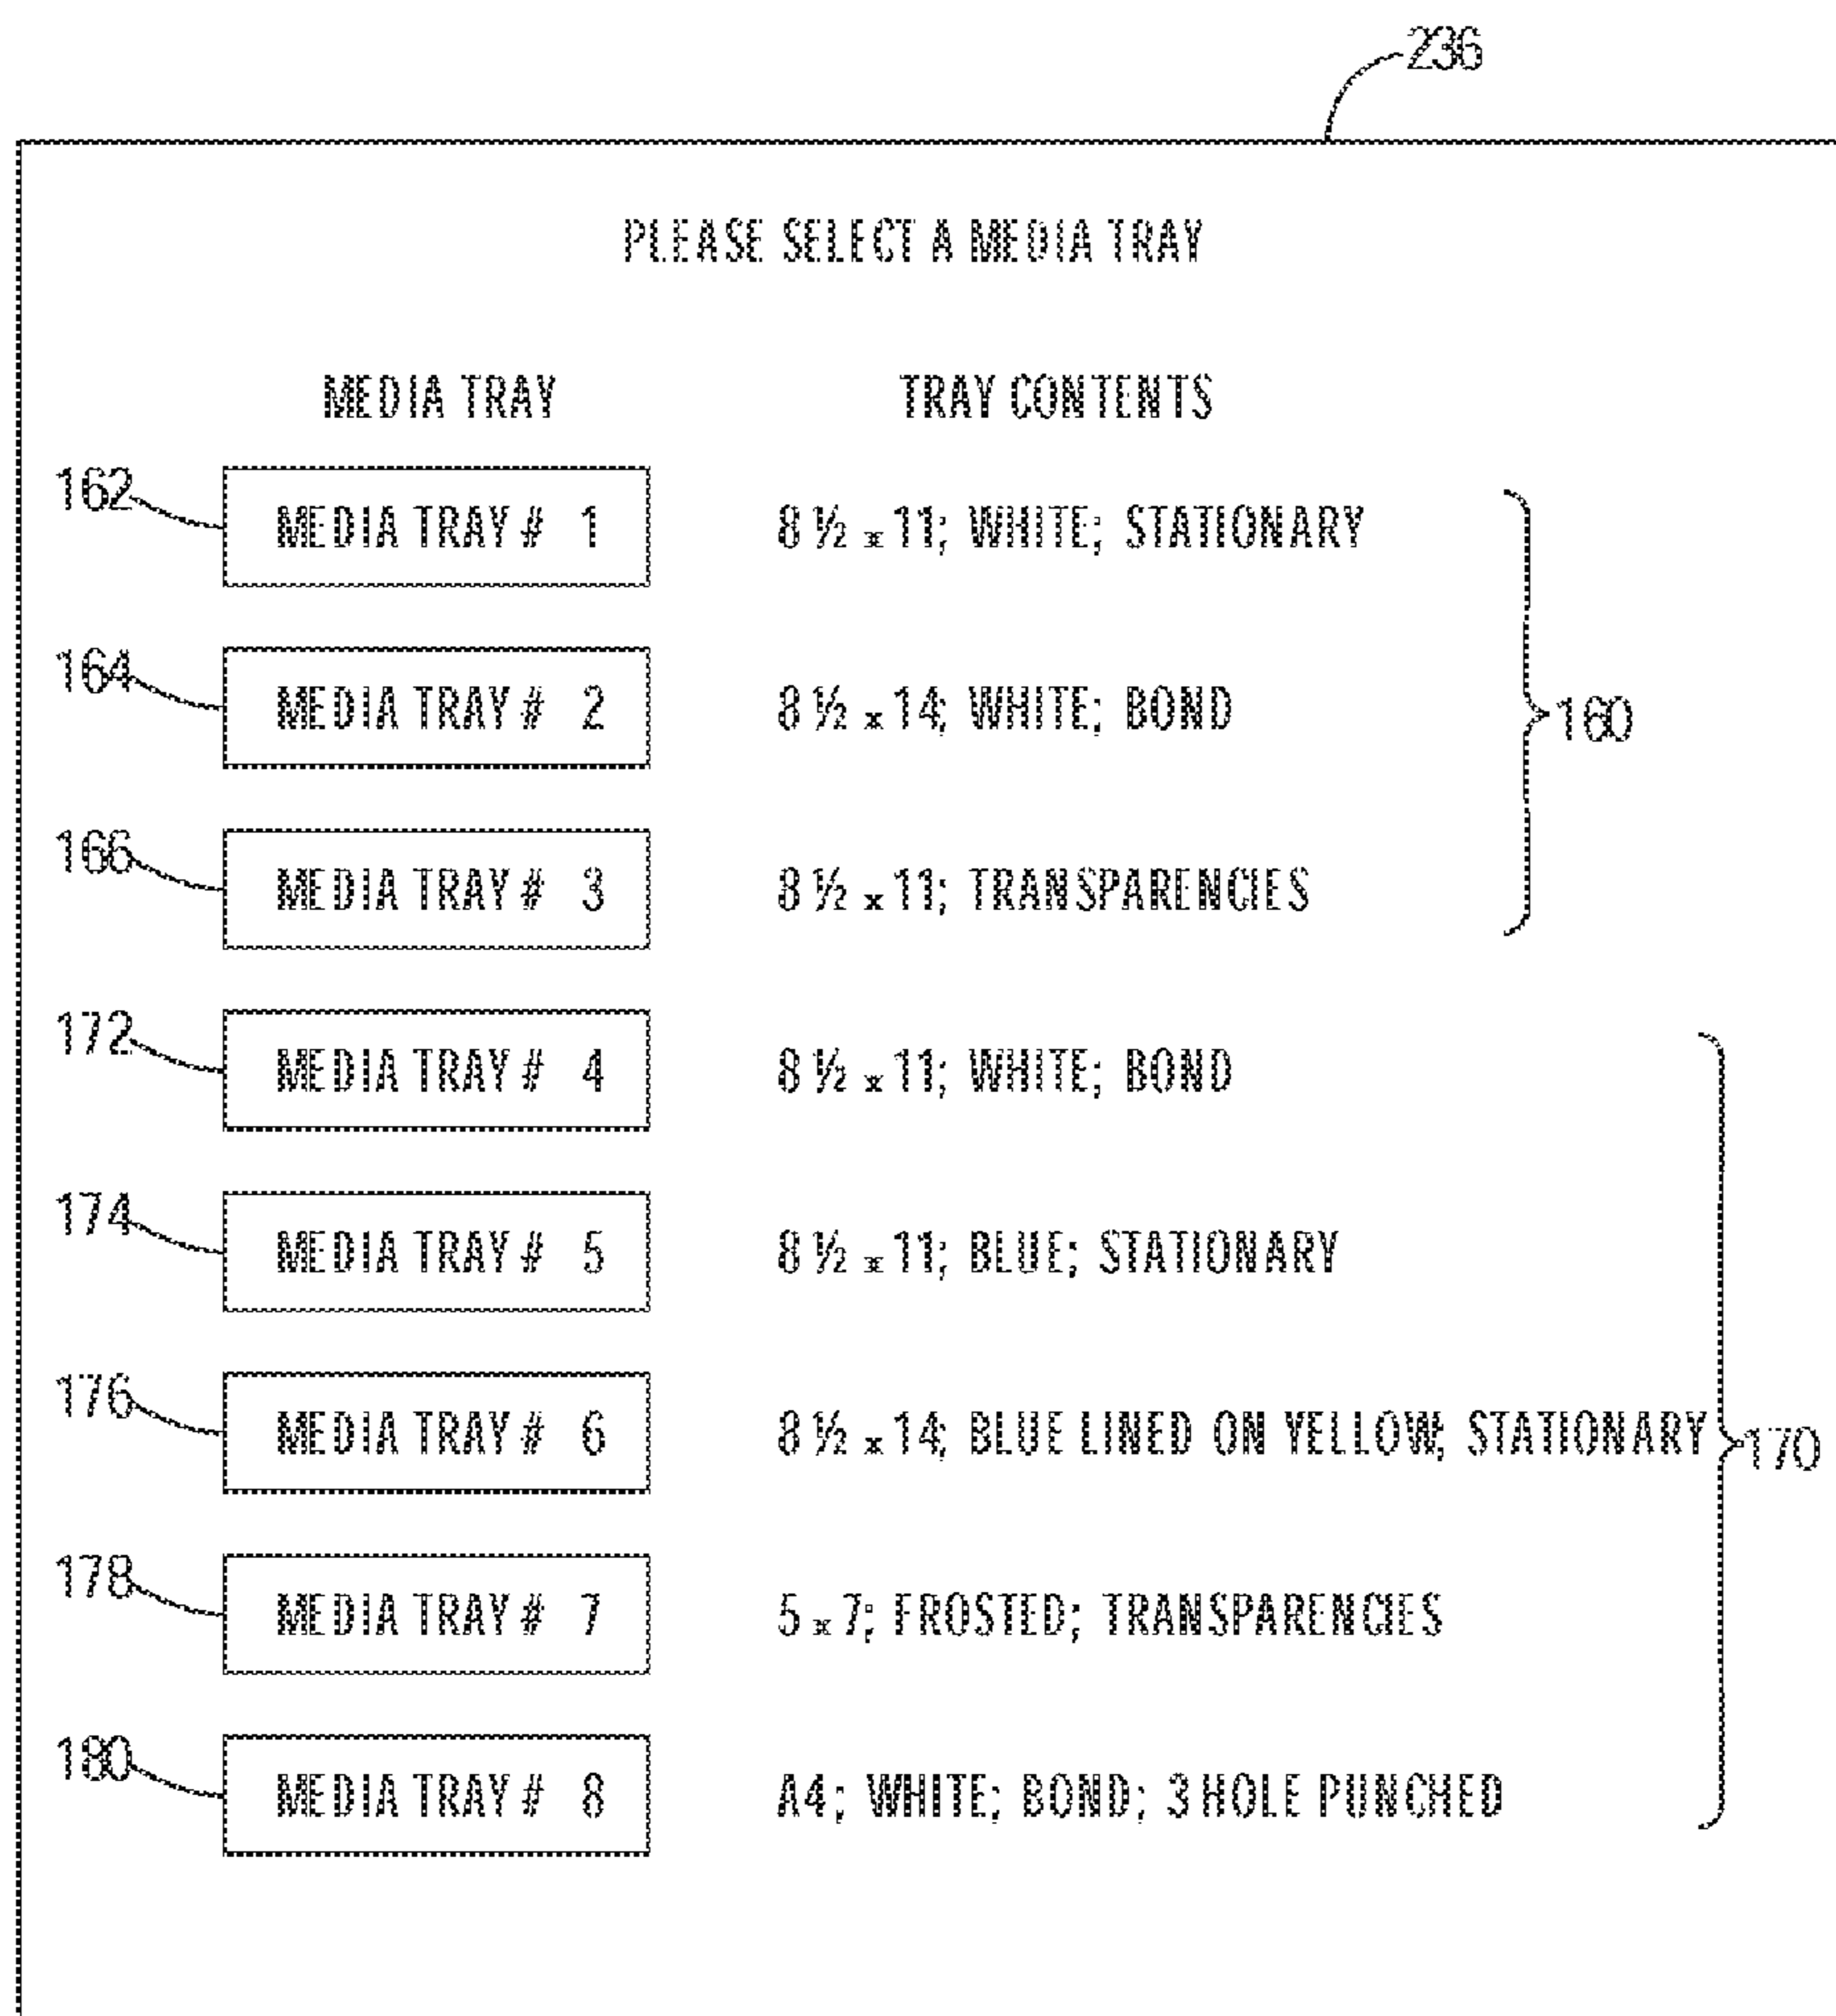 236
PLEASE SELECT A MEDIA TRAY
MEDIA TRAY TRAY CONTENTS
162 MEDIA TRAY # 1 8 ½ x 11; WHITE; STATIONARY
164 MEDIA TRAY # 2 8 ½ x 14; WHITE; BOND
160
166 MEDIA TRAY # 3 8 ½ x 11; TRANSPARENCIES
172 MEDIA TRAY # 4 8 ½ x 11; WHITE; BOND
174 MEDIA TRAY # 5 8 ½ x 11; BLUE; STATIONARY
176 MEDIA TRAY # 6 8 ½ x 14; BLUE LINED ON YELLOW; STATIONARY
170
178 MEDIA TRAY # 7 5 x 7; FROSTED; TRANSPARENCIES
180 MEDIA TRAY # 8 A4; WHITE; BOND; 3 HOLE PUNCHED